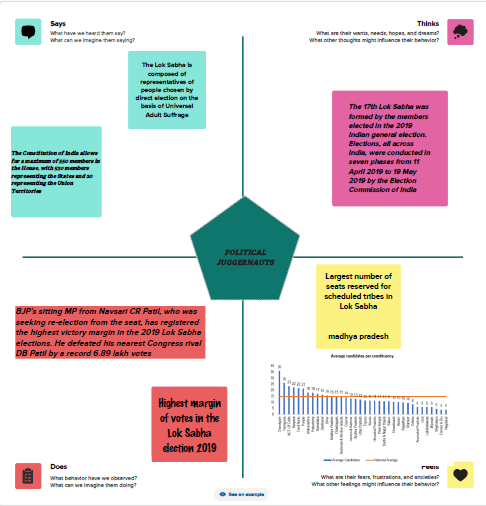 Says
What have we heard them say?
What can we imagine them saying?
Thinks
What are their wants, needs, hopes, and dreams?
What other thoughts might influence their behavior?
The Lok Sabha is
composed of
representatives of
people chosen by
direct election on the
basis of Universal
Adult Suffrage
The 17th Lok Sabha was
formed by the members
elected in the 2019
Indian general election.
Elections, all across
India, were conducted in
seven phases from 11
April 2019 to 19 May
2019 by the Election
Commission of India
The Constitution of India allows
for a maximum of 550 members in
the House, with 530 members
representing the States and 20
representing the Union
Territories
POLITICAL
JUGGERNAUTS
Largest number of
seats reserved for
scheduled tribes in
Lok Sabha
madhya pradesh
BJP's sitting MP from Navsari CR Patil, who was
seeking re-election from the seat, has registered
the highest victory margin in the 2019 Lok Sabha
elections. He defeated his nearest Congress rival
DB Patil by a record 6.89 lakh votes
Average candidates per constituency
Highest margin
of votes in the
Lok Sabha
election 2019
Average Candidates
National Average
Does
What behavior have we observed?
What can we imagine them doing?
Feels
What are their fears, frustrations, and anxieties?
What other feelings might influence their behavior?
See an example